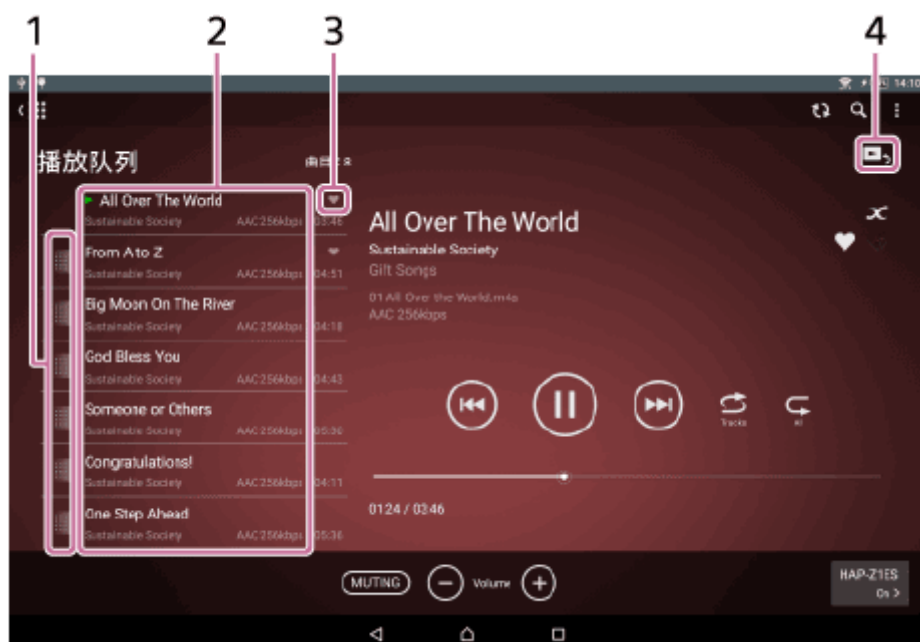 1 2 3 4
14:10
播放队列
All Over The World
Sustainable Society AAC 256kbps 03:46
From A to Z
Sustainable Society AAC 256kbps 04:51
Big Moon On The River
Sustainable Society AAC 256kbps 04:18
God Bless You
Sustainable Society AAC 256kbps 04:43
Someone or Others
Sustainable Society AAC 256kbps 05:36
Congratulations!
Sustainable Society AAC 256kbps 04:11
One Step Ahead
Sustainable Society AAC 256kbps 05:36
All Over The World
Sustainable Society
Gift Songs
01 All Over the World.m4a
AAC 256kbps
Tracks All
01:24 / 03:46
MUTING Volume
HAP-Z1ES
On >